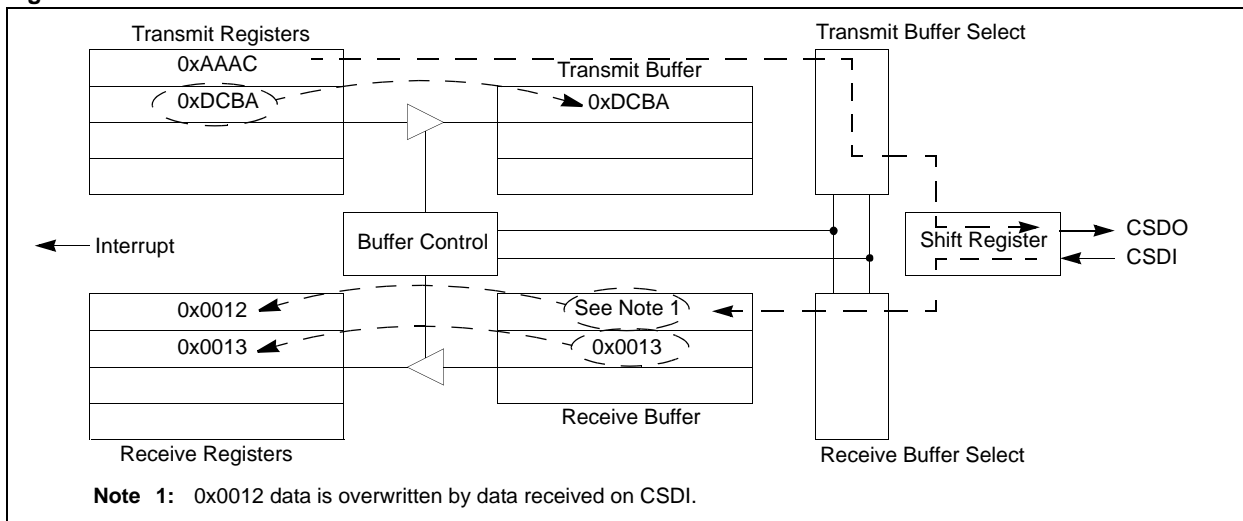 Transmit Registers
Transmit Buffer Select
0xAAAC
Transmit Buffer
0xDCBA
0xDCBA
Interrupt
Buffer Control
Shift Register
CSDO
CSDI
0x0012
See Note 1
0x0013
0x0013
Receive Buffer
Receive Registers
Receive Buffer Select
Note 1: 0x0012 data is overwritten by data received on CSDI.